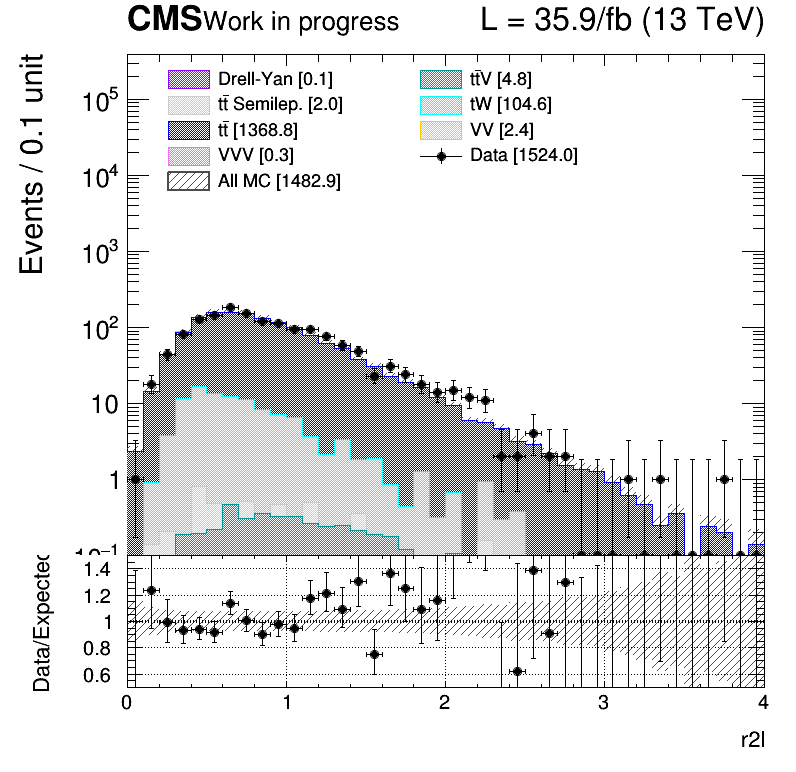 CMS Work in progress L = 35.9/fb (13 TeV)
Events / 0.1 unit
Drell-Yan [0.1]
tt̄V [4.8]
tt̄ Semilep. [2.0]
tW [104.6]
tt̄ [1368.8]
VV [2.4]
VVV [0.3]
Data [1524.0]
All MC [1482.9]
10⁵
10⁴
10³
10²
10
1
10⁻¹
Data/Expected
1.4
1.2
1
0.8
0.6
0 1 2 3 4
r2l